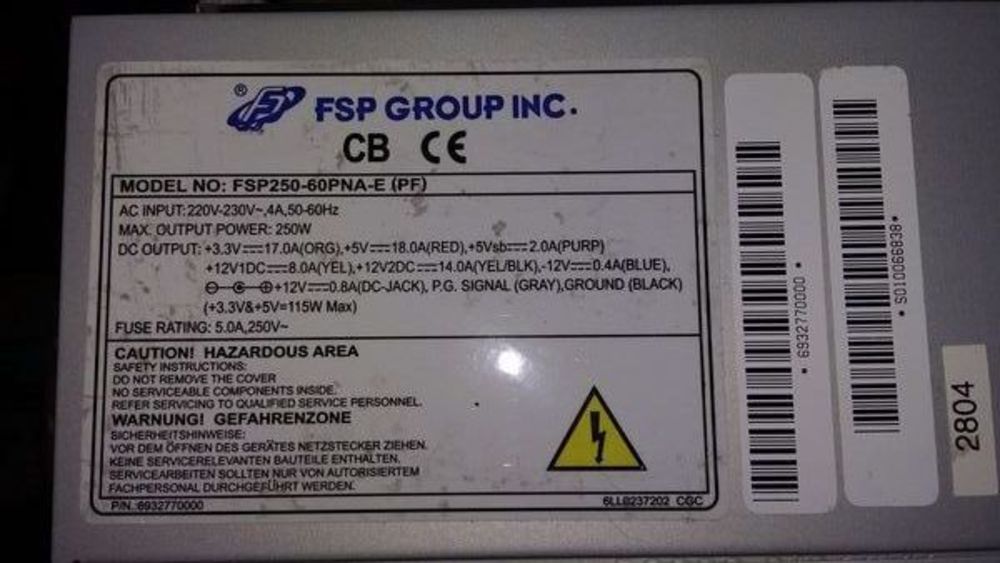 ® FSP GROUP INC.
CB CE
MODEL NO: FSP250-60PNA-E (PF)
AC INPUT: 220V-230V~,4A,50-60Hz
MAX. OUTPUT POWER: 250W
DC OUTPUT: +3.3V⎓17.0A(ORG),+5V⎓18.0A(RED),+5Vsb⎓2.0A(PURP)
+12V1DC⎓8.0A(YEL),+12V2DC⎓14.0A(YEL/BLK),-12V⎓0.4A(BLUE),
+12V⎓0.8A(DC-JACK), P.G. SIGNAL (GRAY),GROUND (BLACK)
(+3.3V&+5V=115W Max)
FUSE RATING: 5.0A,250V~
CAUTION! HAZARDOUS AREA
SAFETY INSTRUCTIONS:
DO NOT REMOVE THE COVER
NO SERVICEABLE COMPONENTS INSIDE.
REFER SERVICING TO QUALIFIED SERVICE PERSONNEL.
WARNUNG! GEFAHRENZONE
SICHERHEITSHINWEISE:
VOR DEM ÖFFNEN DES GERÄTES NETZSTECKER ZIEHEN.
KEINE SERVICERELEVANTEN BAUTEILE ENTHALTEN.
SERVICEARBEITEN SOLLTEN NUR VON AUTORISIERTEM
FACHPERSONAL DURCHGEFÜHRT WERDEN.
P/N.:6932770000
6LLB237202 CGC
* 6932770000 *
* S010066838 *
2804